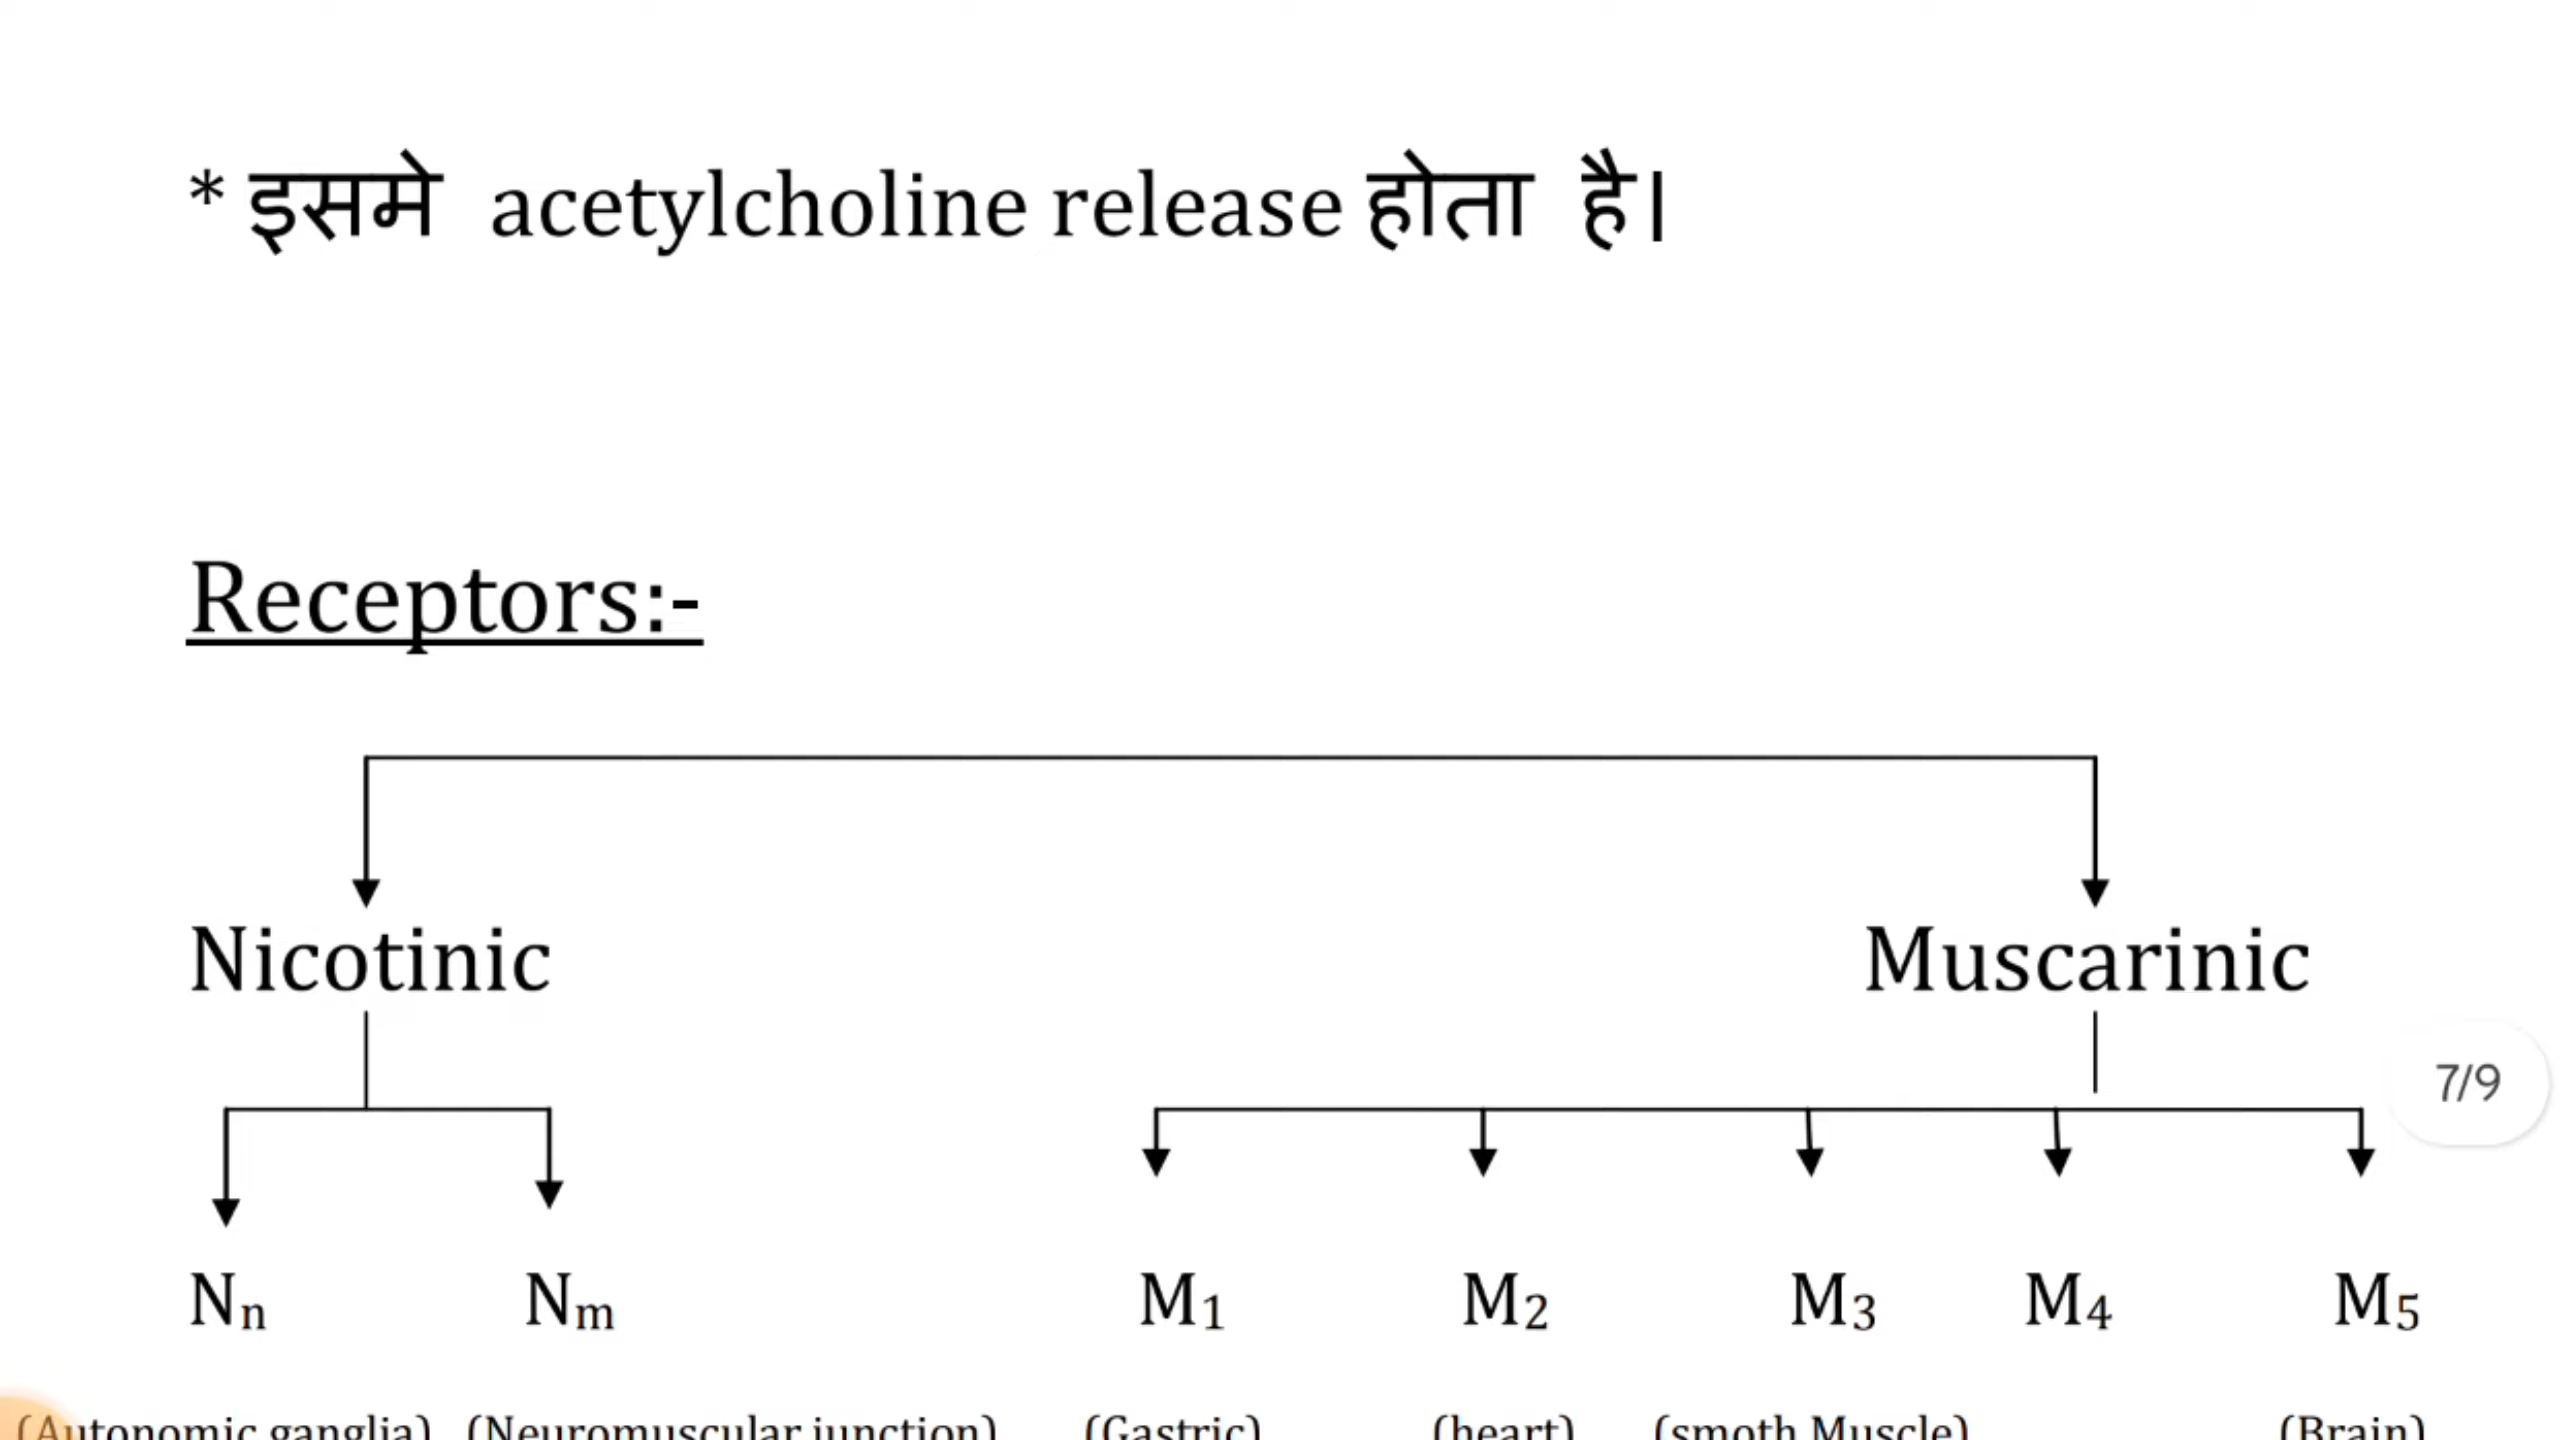 * इसमे acetylcholine release होता है।
Receptors:-
Nicotinic Muscarinic
7/9
Nn Nm M1 M2 M3 M4 M5
(Autonomic ganglia) (Neuromuscular junction) (Gastric) (heart) (smoth Muscle) (Brain)